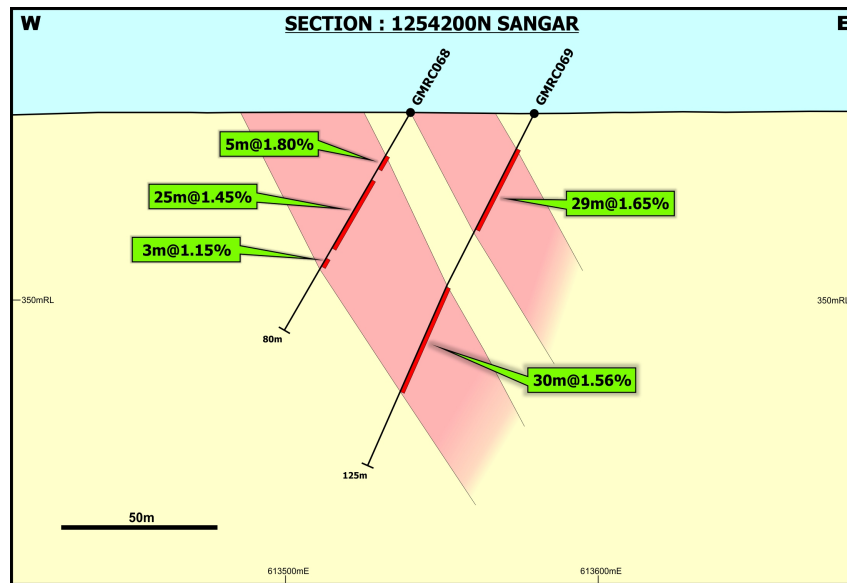 W
SECTION : 1254200N SANGAR
E
GMRC068
GMRC069
5m@1.80%
25m@1.45%
29m@1.65%
3m@1.15%
350mRL
350mRL
80m
30m@1.56%
125m
50m
613500mE
613600mE